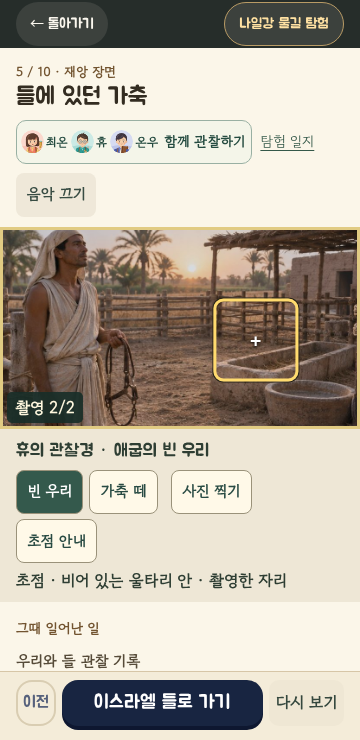 ← 돌아가기
나일강 물길 탐험
5 / 10 · 재앙 장면
들에 있던 가축
최온 휴 온우 함께 관찰하기
탐험 일지
음악 끄기
+
촬영 2/2
휴의 관찰경 · 애굽의 빈 우리
빈 우리
가축 떼
사진 찍기
초점 안내
초점 · 비어 있는 울타리 안 · 촬영한 자리
그때 일어난 일
우리와 들 관찰 기록
이전
이스라엘 들로 가기
다시 보기